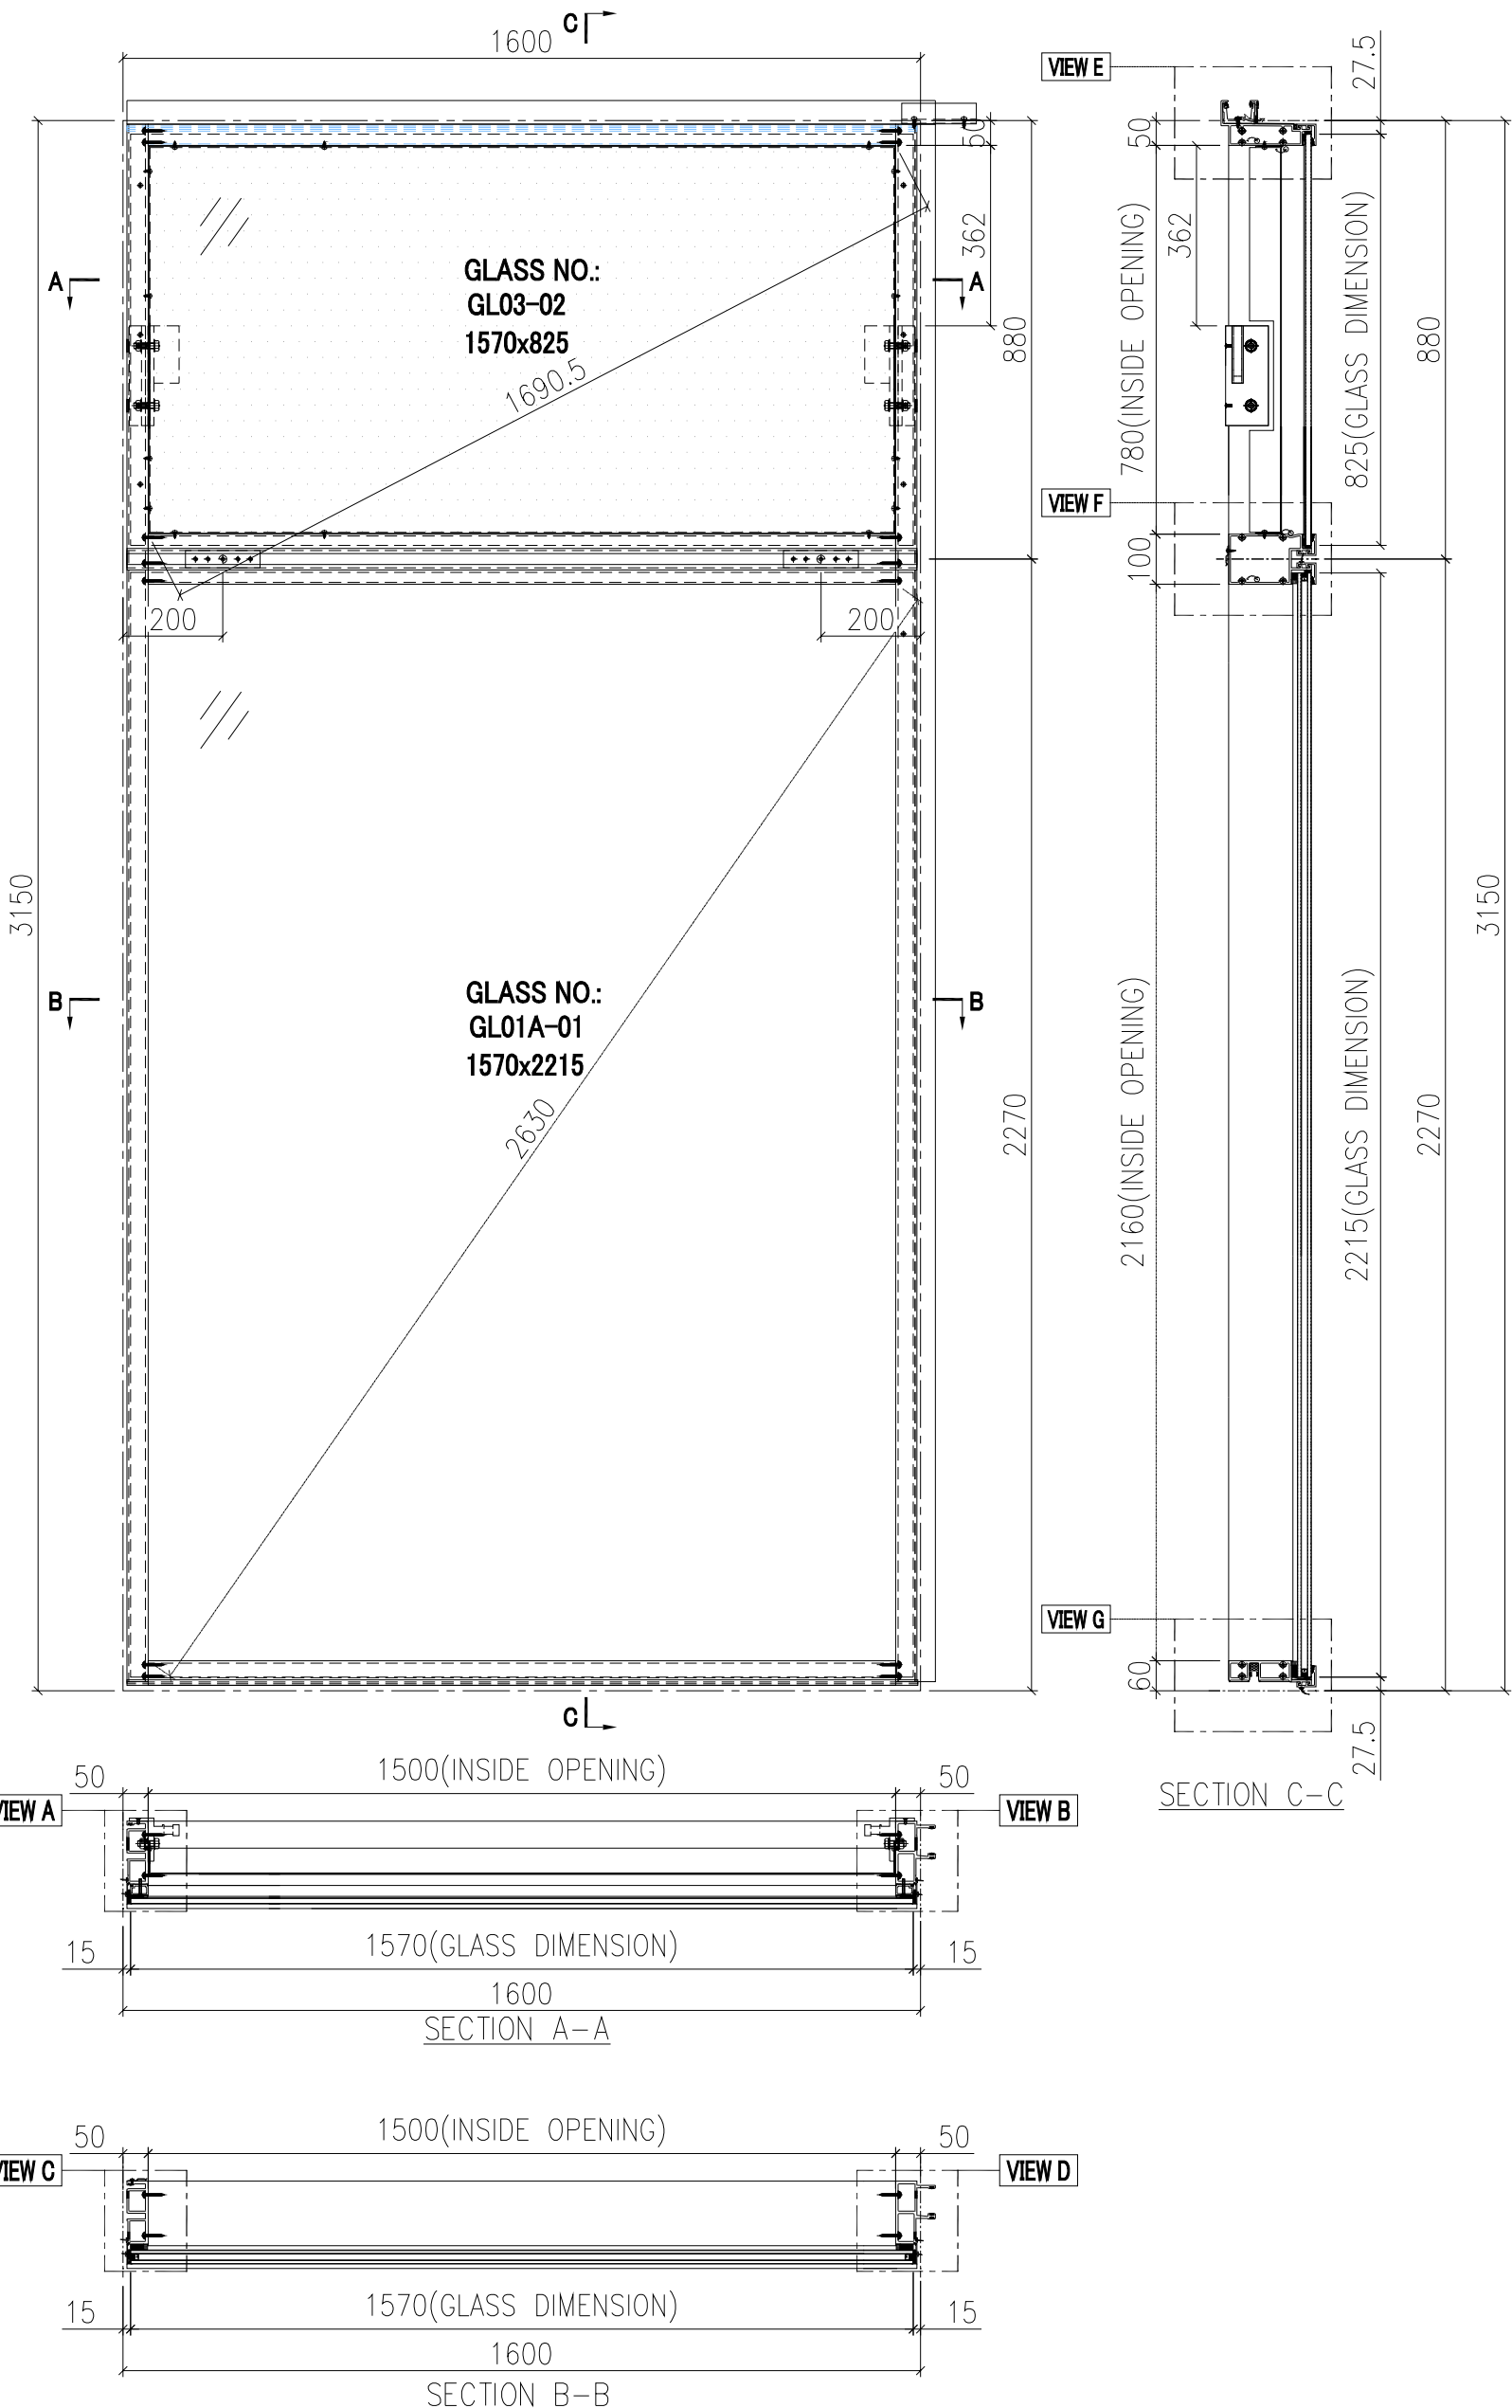 C
1600
VIEW E
27.5
50
50
362
362
780(INSIDE OPENING)
825(GLASS DIMENSION)
A
A
GLASS NO.:
GL03-02
1570x825
880
880
1690.5
VIEW F
100
200
200
3150
3150
B
B
GLASS NO.:
GL01A-01
1570x2215
2630
2270
2160(INSIDE OPENING)
2215(GLASS DIMENSION)
2270
VIEW G
60
27.5
C
SECTION C-C
50
1500(INSIDE OPENING)
50
VIEW A
VIEW B
15
1570(GLASS DIMENSION)
15
1600
SECTION A-A
50
1500(INSIDE OPENING)
50
VIEW C
VIEW D
15
1570(GLASS DIMENSION)
15
1600
SECTION B-B